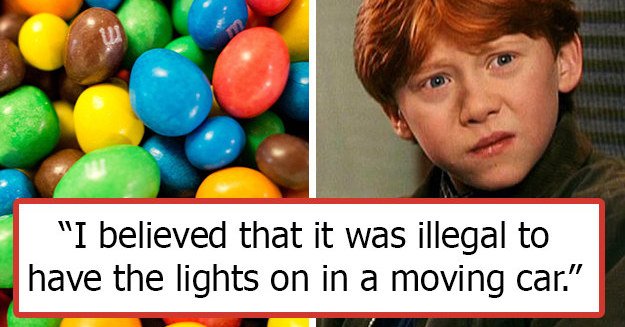 m
m
“I believed that it was illegal to
have the lights on in a moving car.”